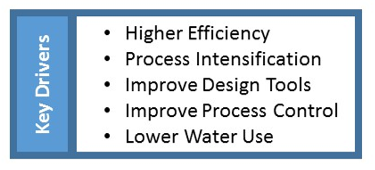 Key Drivers
• Higher Efficiency
• Process Intensification
• Improve Design Tools
• Improve Process Control
• Lower Water Use